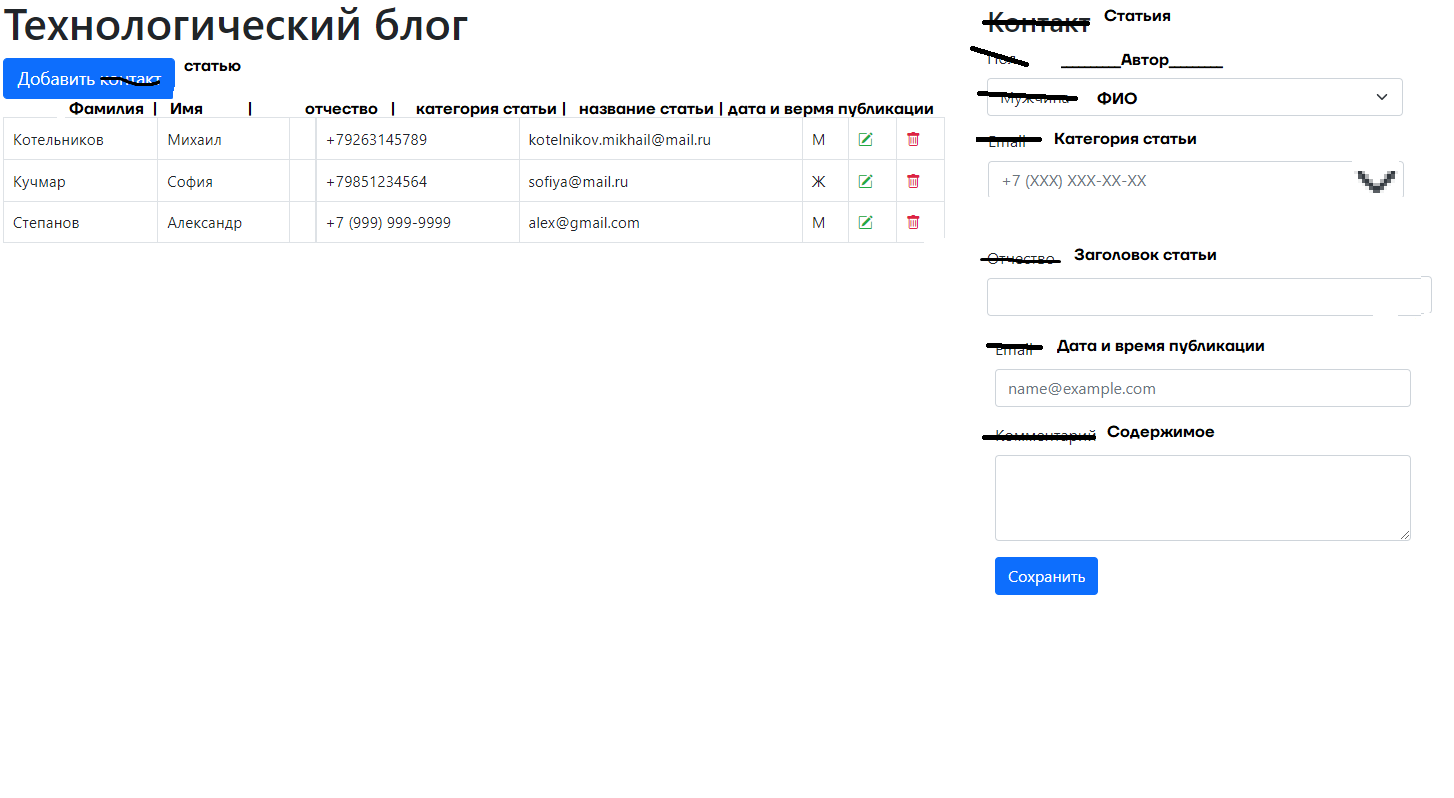 Технологический блог
Добавить контакт статью
Фамилия | Имя | отчество | категория статьи | название статьи | дата и вермя публикации
Котельников Михаил +79263145789 kotelnikov.mikhail@mail.ru М
Кучмар София +79851234564 sofiya@mail.ru Ж
Степанов Александр +7 (999) 999-9999 alex@gmail.com М
Контакт Статьия
Пол ________Автор_______
Мужчина ФИО
Email Категория статьи
+7 (XXX) XXX-XX-XX
Отчество Заголовок статьи
Email Дата и время публикации
name@example.com
Комментарий Содержимое
Сохранить